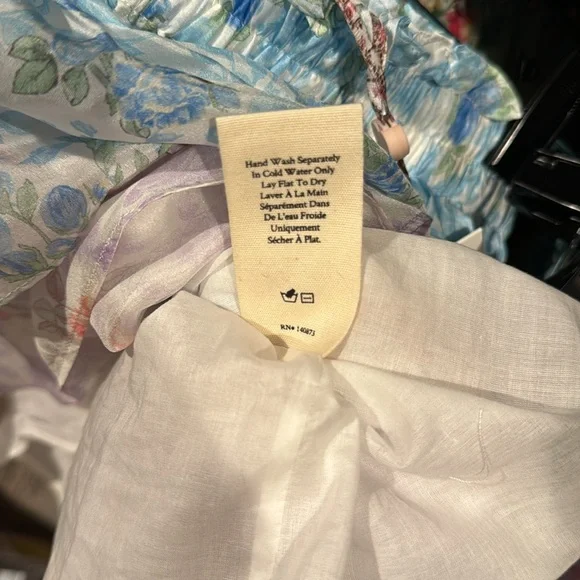 Hand Wash Separately
In Cold Water Only
Lay Flat To Dry
Laver À La Main
Séparément Dans
De L'eau Froide
Uniquement
Sécher À Plat.
RN# 140873